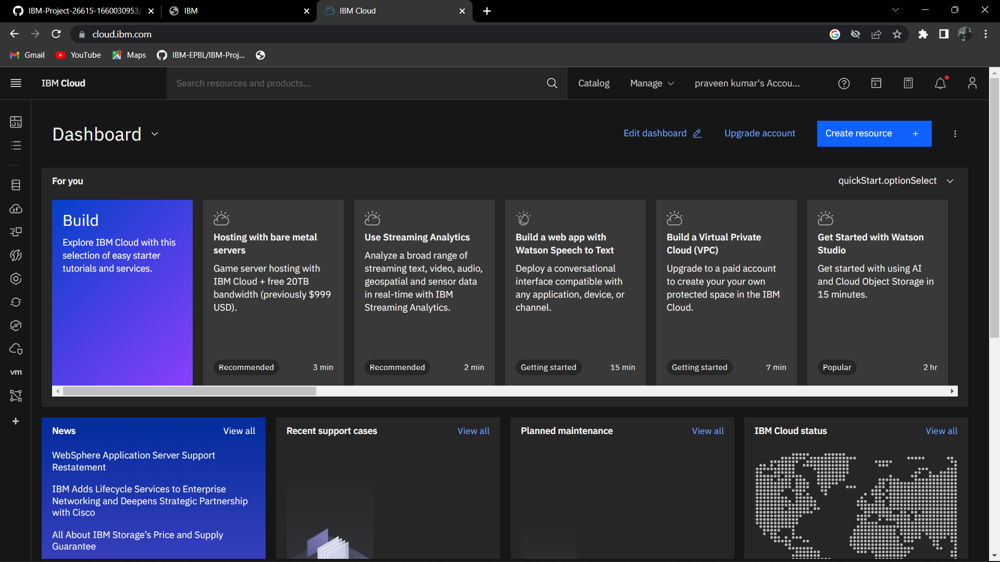 IBM-Project-26615-1660030953/
IBM
IBM Cloud
cloud.ibm.com
Gmail
YouTube
Maps
IBM-EPBL/IBM-Proj...
IBM Cloud
Search resources and products...
Catalog
Manage
praveen kumar's Accou...
Dashboard
Edit dashboard
Upgrade account
Create resource +
For you
quickStart.optionSelect
Build
Explore IBM Cloud with this
selection of easy starter
tutorials and services.
Hosting with bare metal
servers
Game server hosting with
IBM Cloud + free 20TB
bandwidth (previously $999
USD).
Recommended
3 min
Use Streaming Analytics
Analyze a broad range of
streaming text, video, audio,
geospatial and sensor data
in real-time with IBM
Streaming Analytics.
Recommended
2 min
Build a web app with
Watson Speech to Text
Deploy a conversational
interface compatible with
any application, device, or
channel.
Getting started
15 min
Build a Virtual Private
Cloud (VPC)
Upgrade to a paid account
to create your your own
protected space in the IBM
Cloud.
Getting started
7 min
Get Started with Watson
Studio
Get started with using AI
and Cloud Object Storage in
15 minutes.
Popular
2 hr
cf
vm
News
View all
WebSphere Application Server Support
Restatement
IBM Adds Lifecycle Services to Enterprise
Networking and Deepens Strategic Partnership
with Cisco
All About IBM Storage's Price and Supply
Guarantee
Recent support cases
View all
Planned maintenance
View all
IBM Cloud status
View all